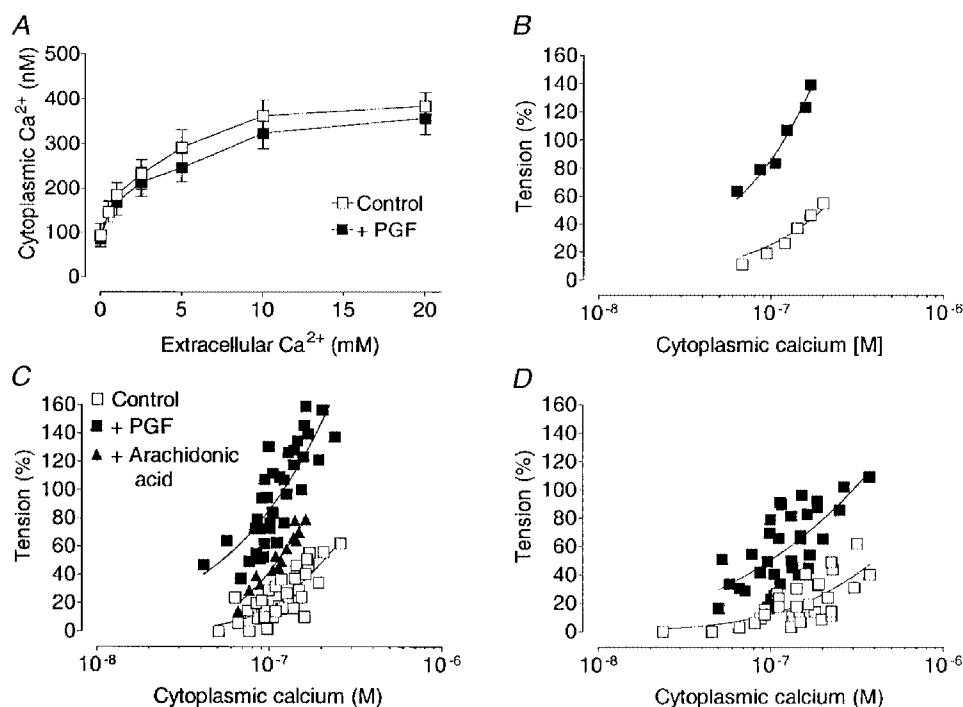 A
Cytoplasmic Ca²⁺ (nM)
500
400
300
200
100
0
Control
+ PGF
0 5 10 15 20
Extracellular Ca²⁺ (mM)
B
Tension (%)
160
140
120
100
80
60
40
20
0
10⁻⁸ 10⁻⁷ 10⁻⁶
Cytoplasmic calcium [M]
C
Control
+ PGF
+ Arachidonic
acid
Tension (%)
160
140
120
100
80
60
40
20
0
10⁻⁸ 10⁻⁷ 10⁻⁶
Cytoplasmic calcium (M)
D
Tension (%)
160
140
120
100
80
60
40
20
0
10⁻⁸ 10⁻⁷ 10⁻⁶
Cytoplasmic calcium (M)